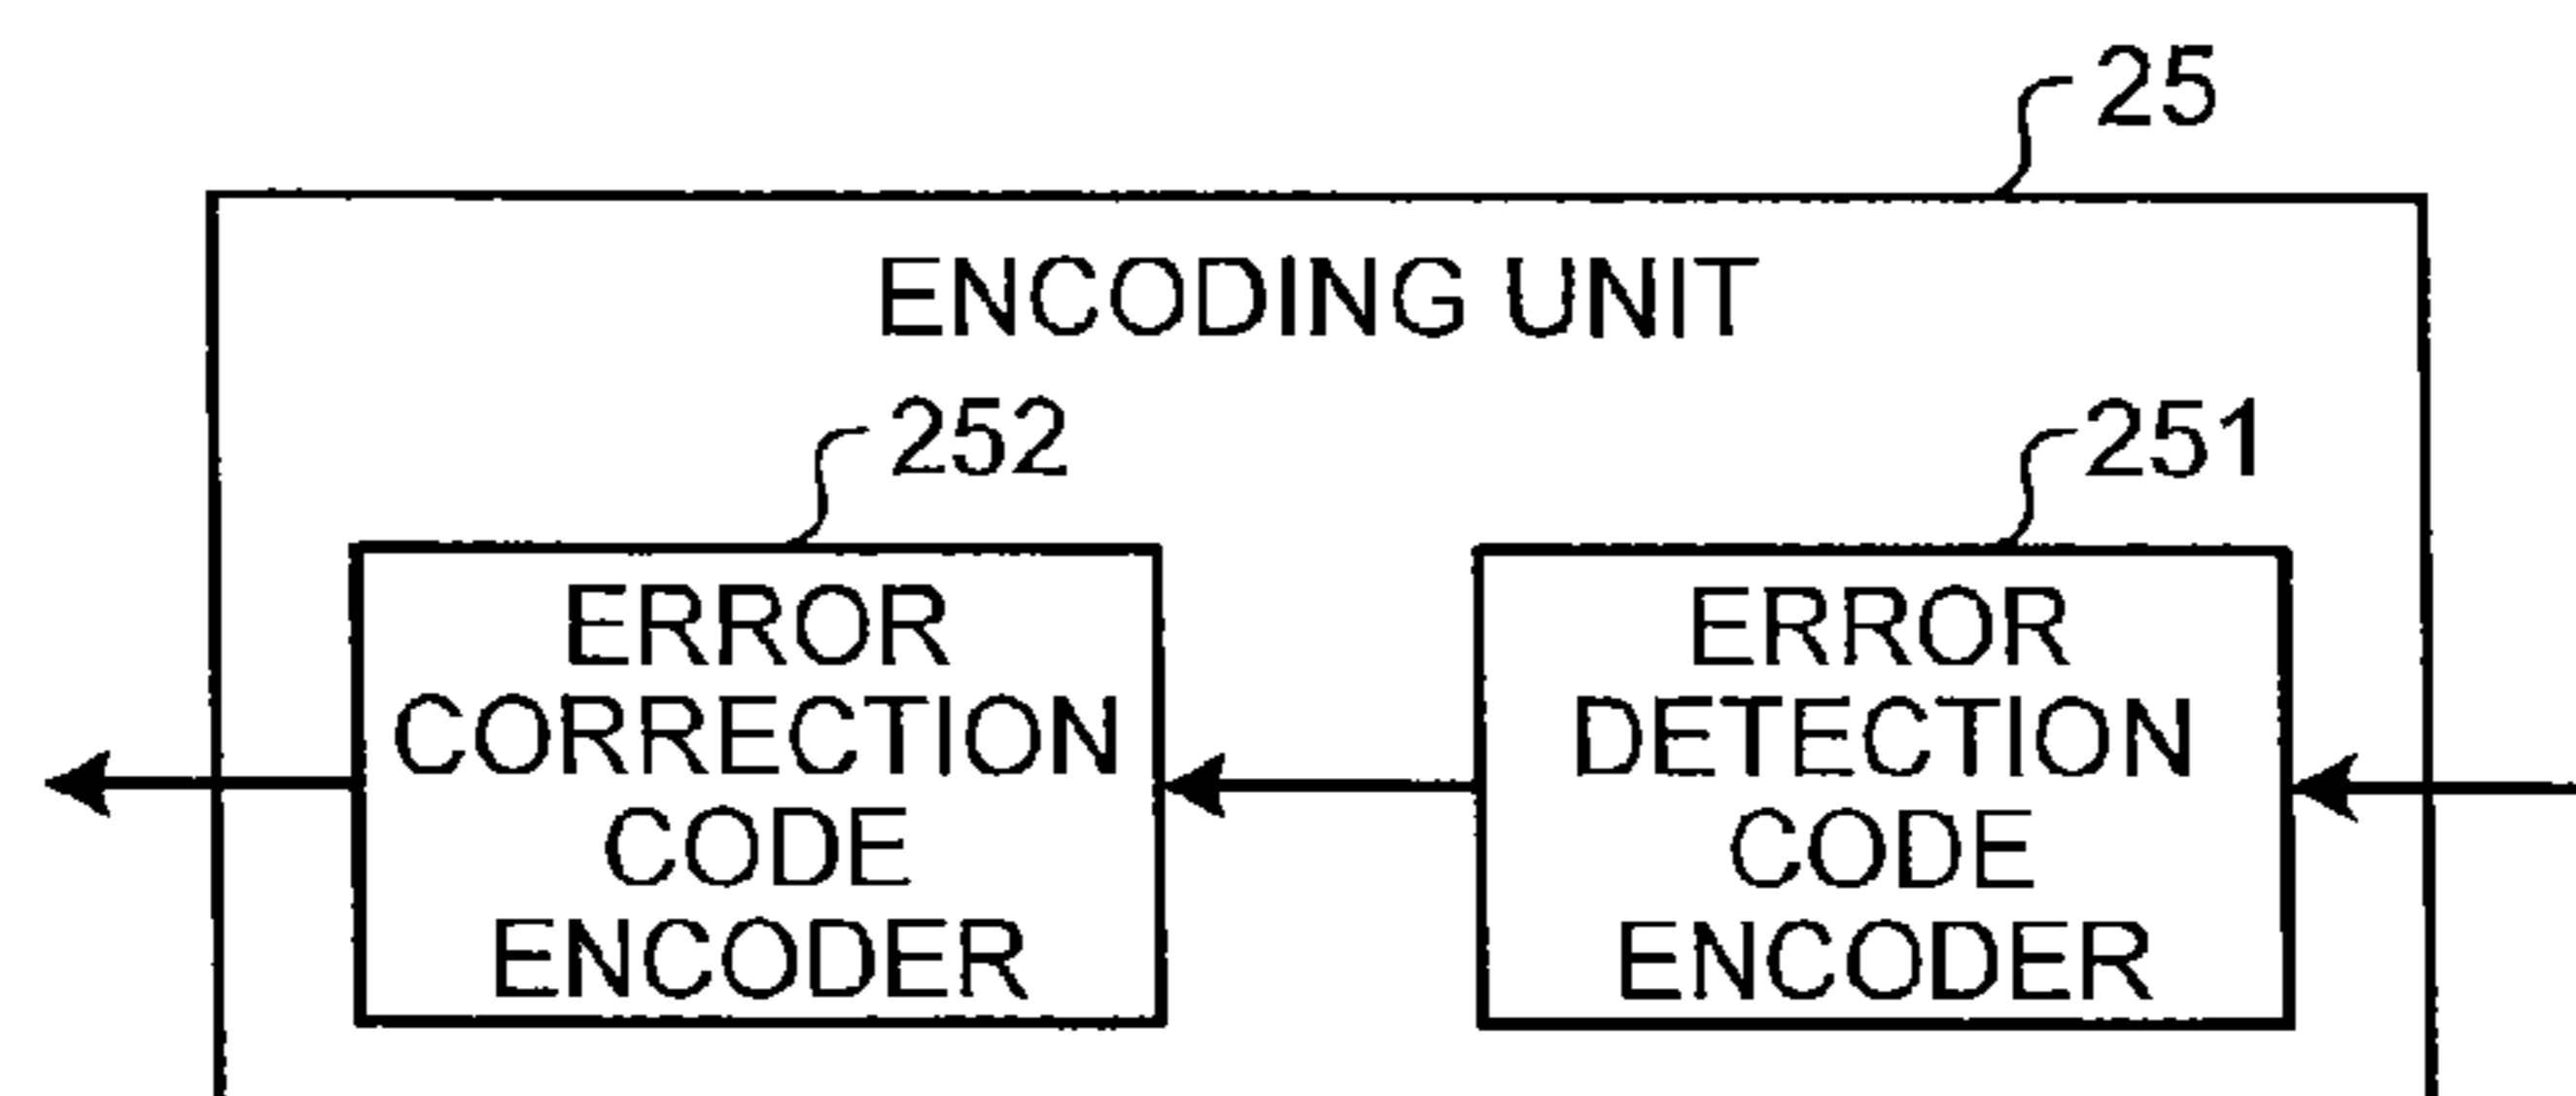 25
ENCODING UNIT
252
ERROR
CORRECTION
CODE
ENCODER
251
ERROR
DETECTION
CODE
ENCODER